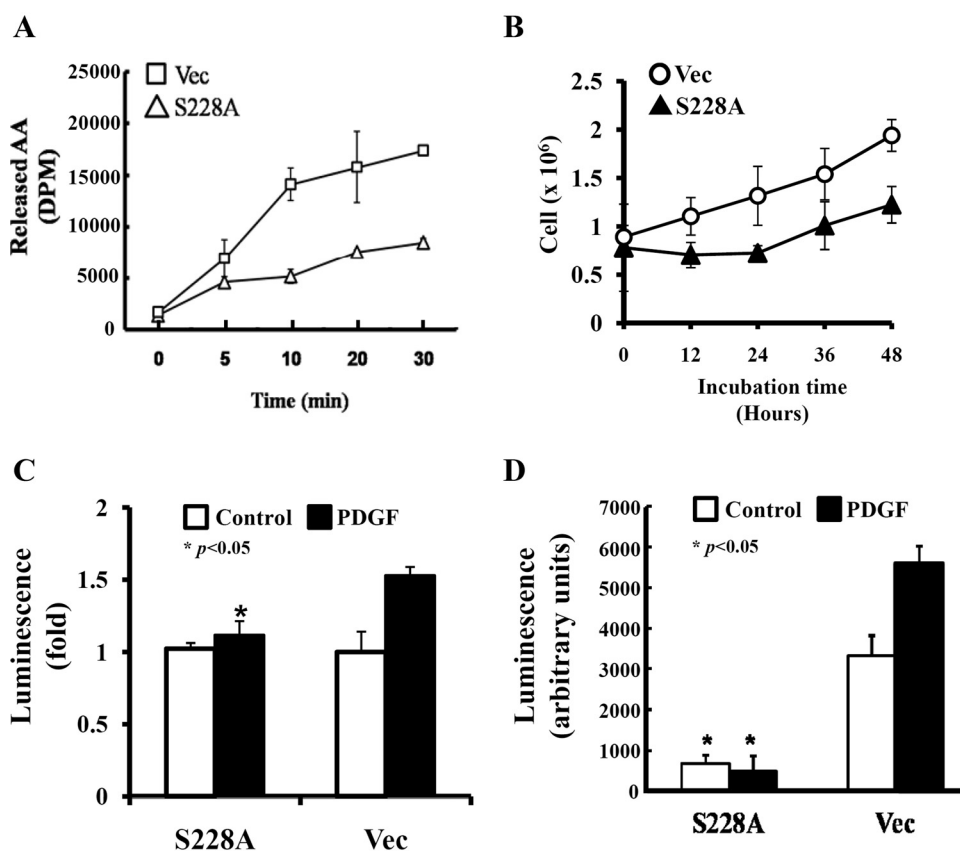 A
Vec
S228A
25000
20000
15000
10000
5000
0
Released AA
(DPM)
0 5 10 20 30
Time (min)
B
Vec
S228A
2.5
2
1.5
1
0.5
0
Cell (x 10⁶)
0 12 24 36 48
Incubation time
(Hours)
C
Control PDGF
* p<0.05
2
1.5
1
0.5
0
Luminescence
(fold)
*
S228A Vec
D
Control PDGF
* p<0.05
7000
6000
5000
4000
3000
2000
1000
0
Luminescence
(arbitrary units)
* *
S228A Vec